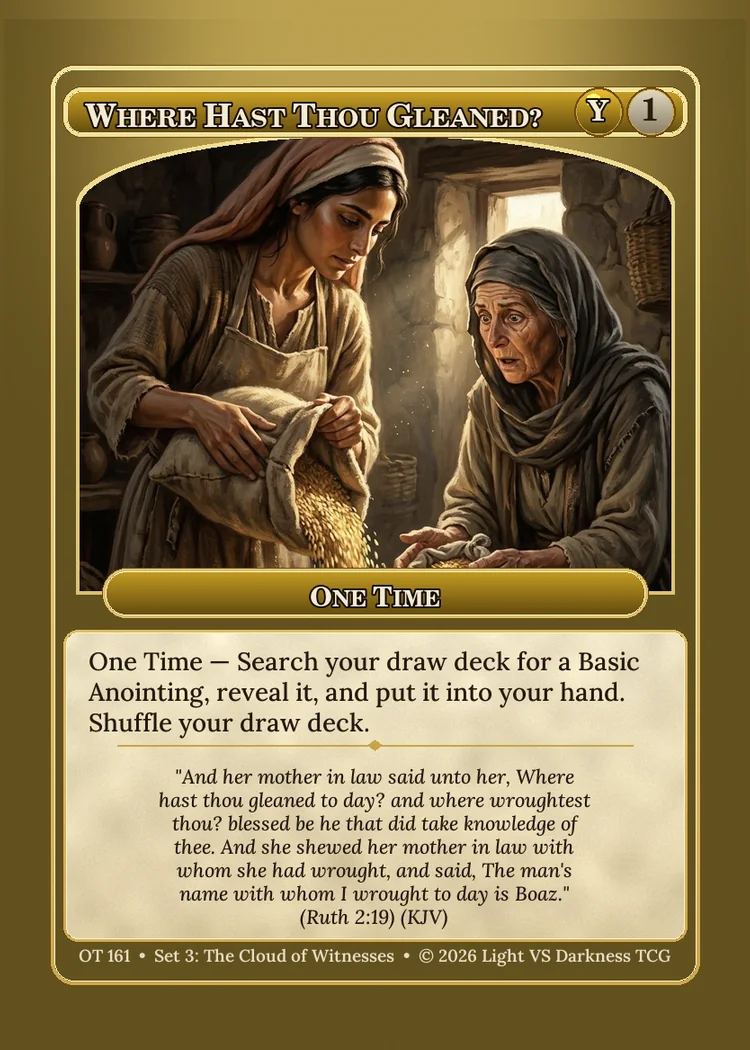 Where Hast Thou Gleaned? Y 1
One Time
One Time — Search your draw deck for a Basic
Anointing, reveal it, and put it into your hand.
Shuffle your draw deck.
"And her mother in law said unto her, Where
hast thou gleaned to day? and where wroughtest
thou? blessed be he that did take knowledge of
thee. And she shewed her mother in law with
whom she had wrought, and said, The man's
name with whom I wrought to day is Boaz."
(Ruth 2:19) (KJV)
OT 161 • Set 3: The Cloud of Witnesses • © 2026 Light VS Darkness TCG